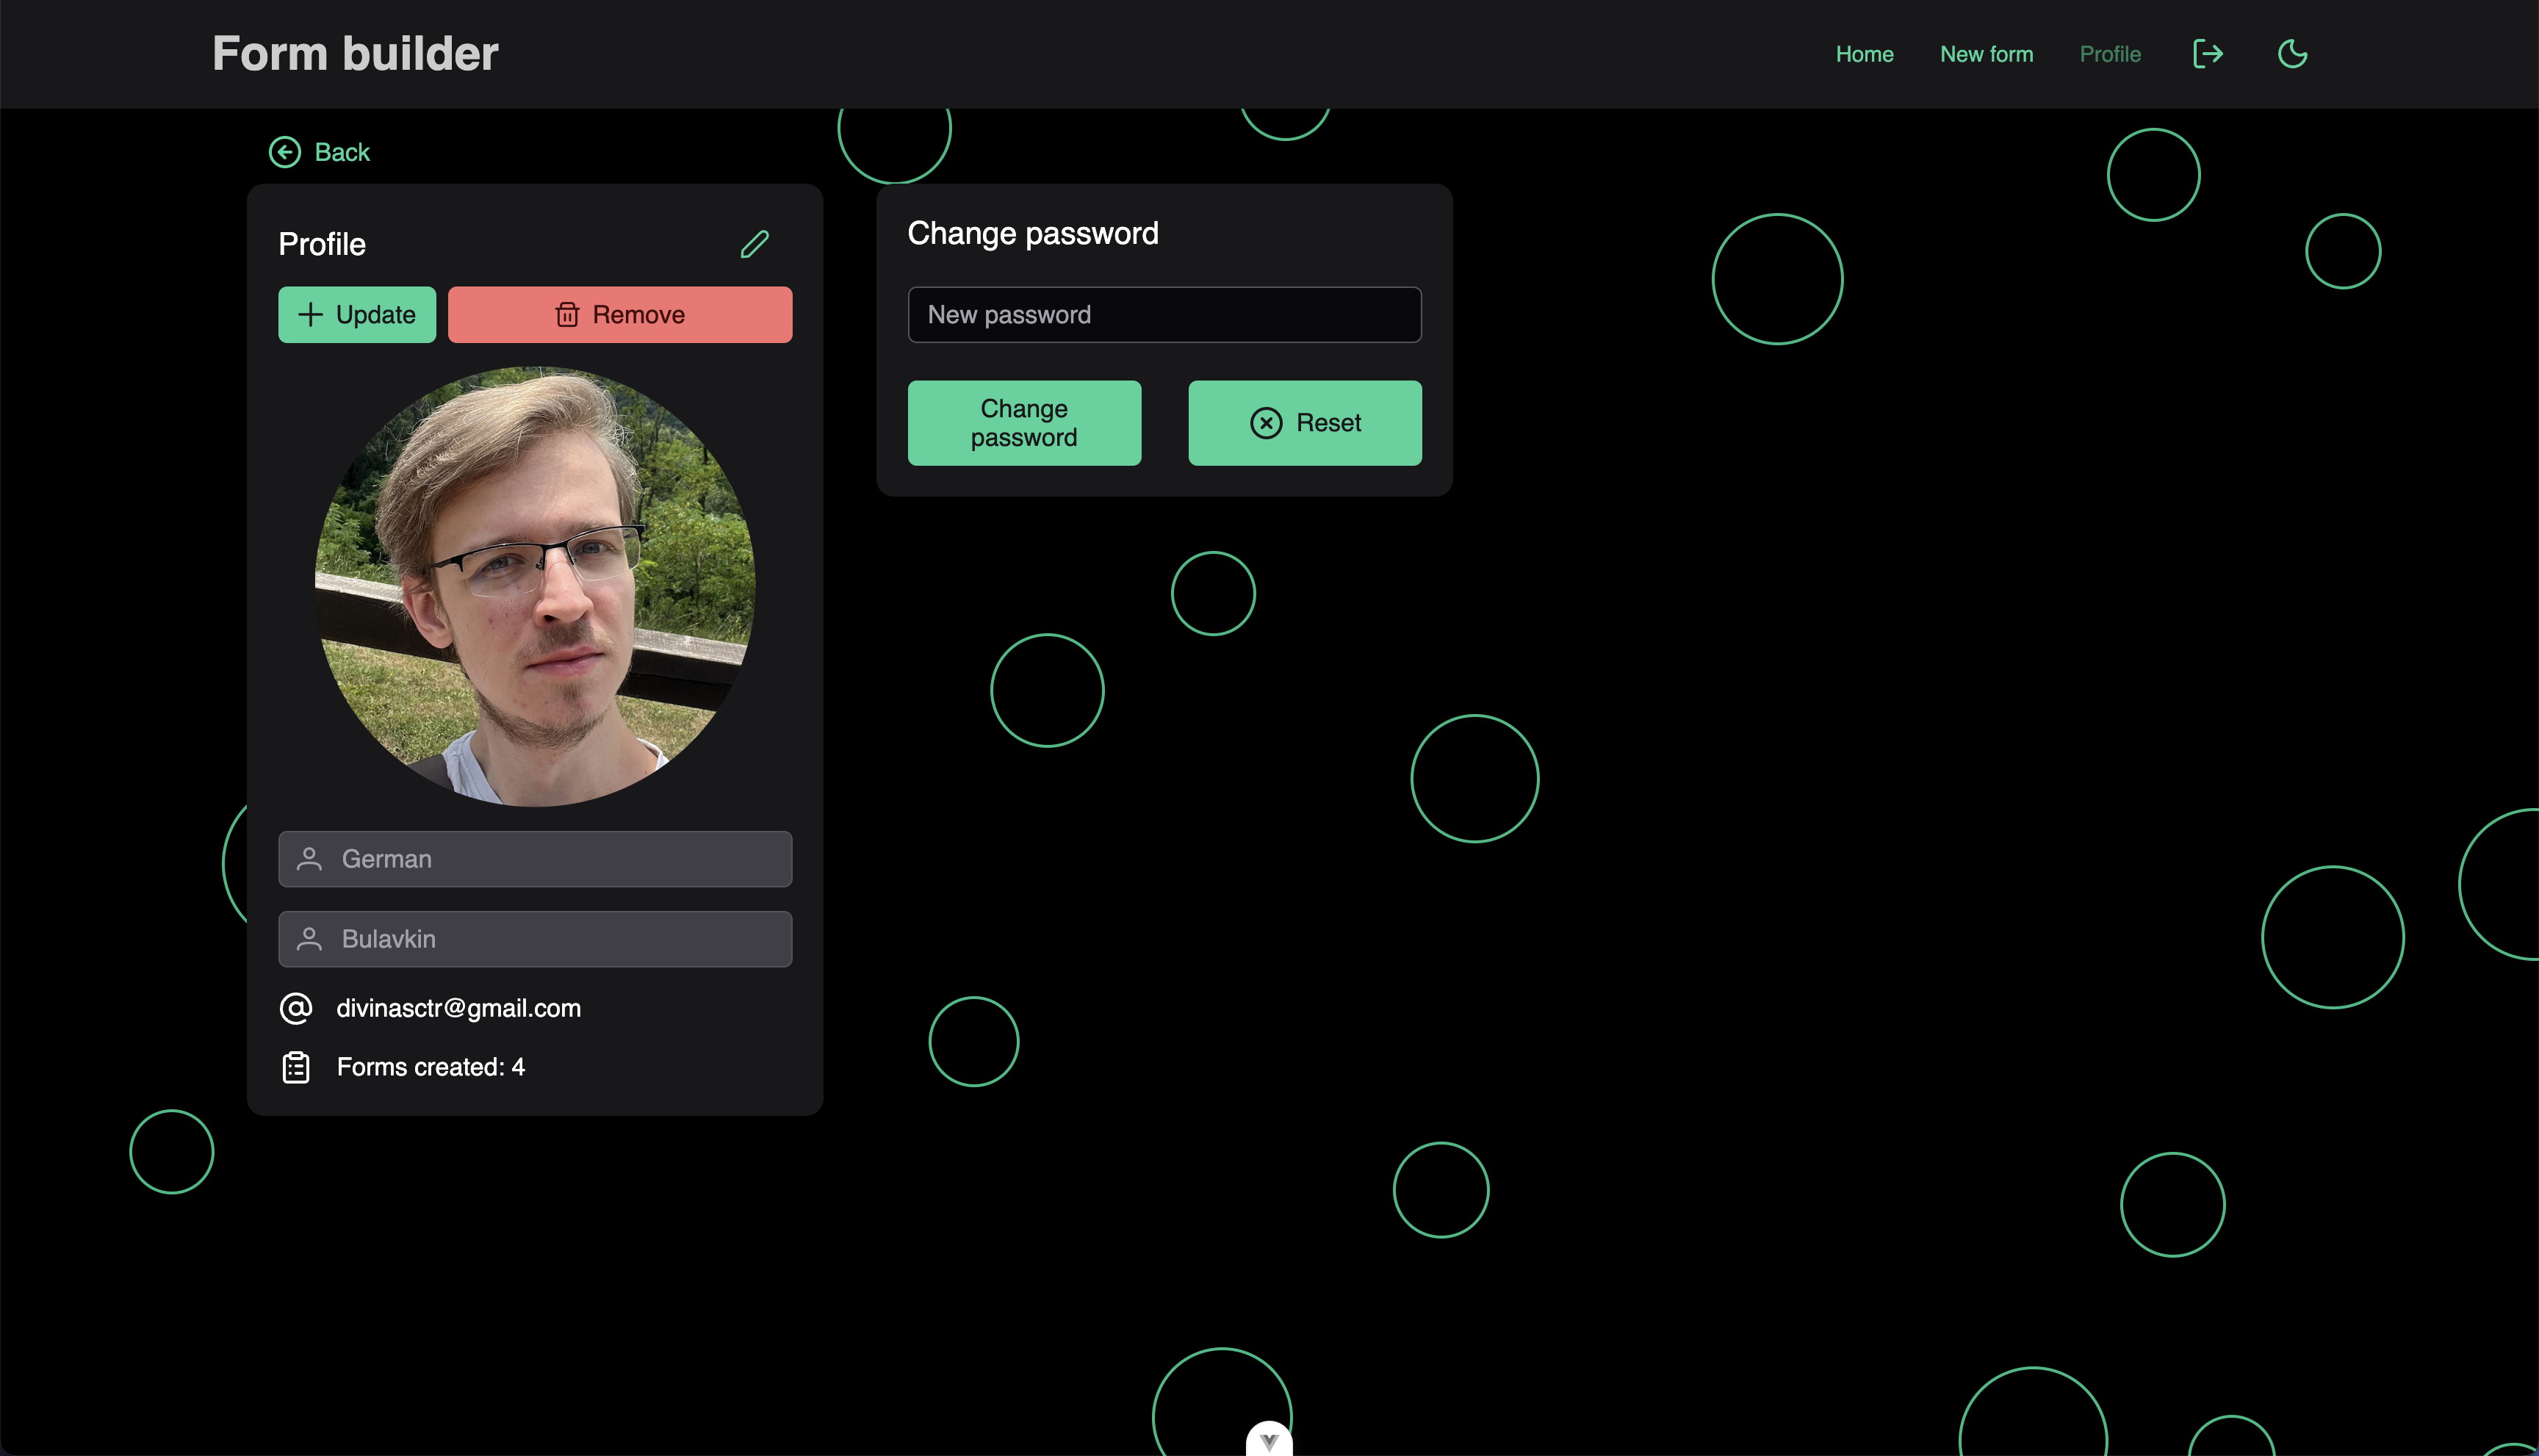 Form builder
Home
New form
Profile
Back
Profile
Update
Remove
German
Bulavkin
divinasctr@gmail.com
Forms created: 4
Change password
New password
Change
password
Reset